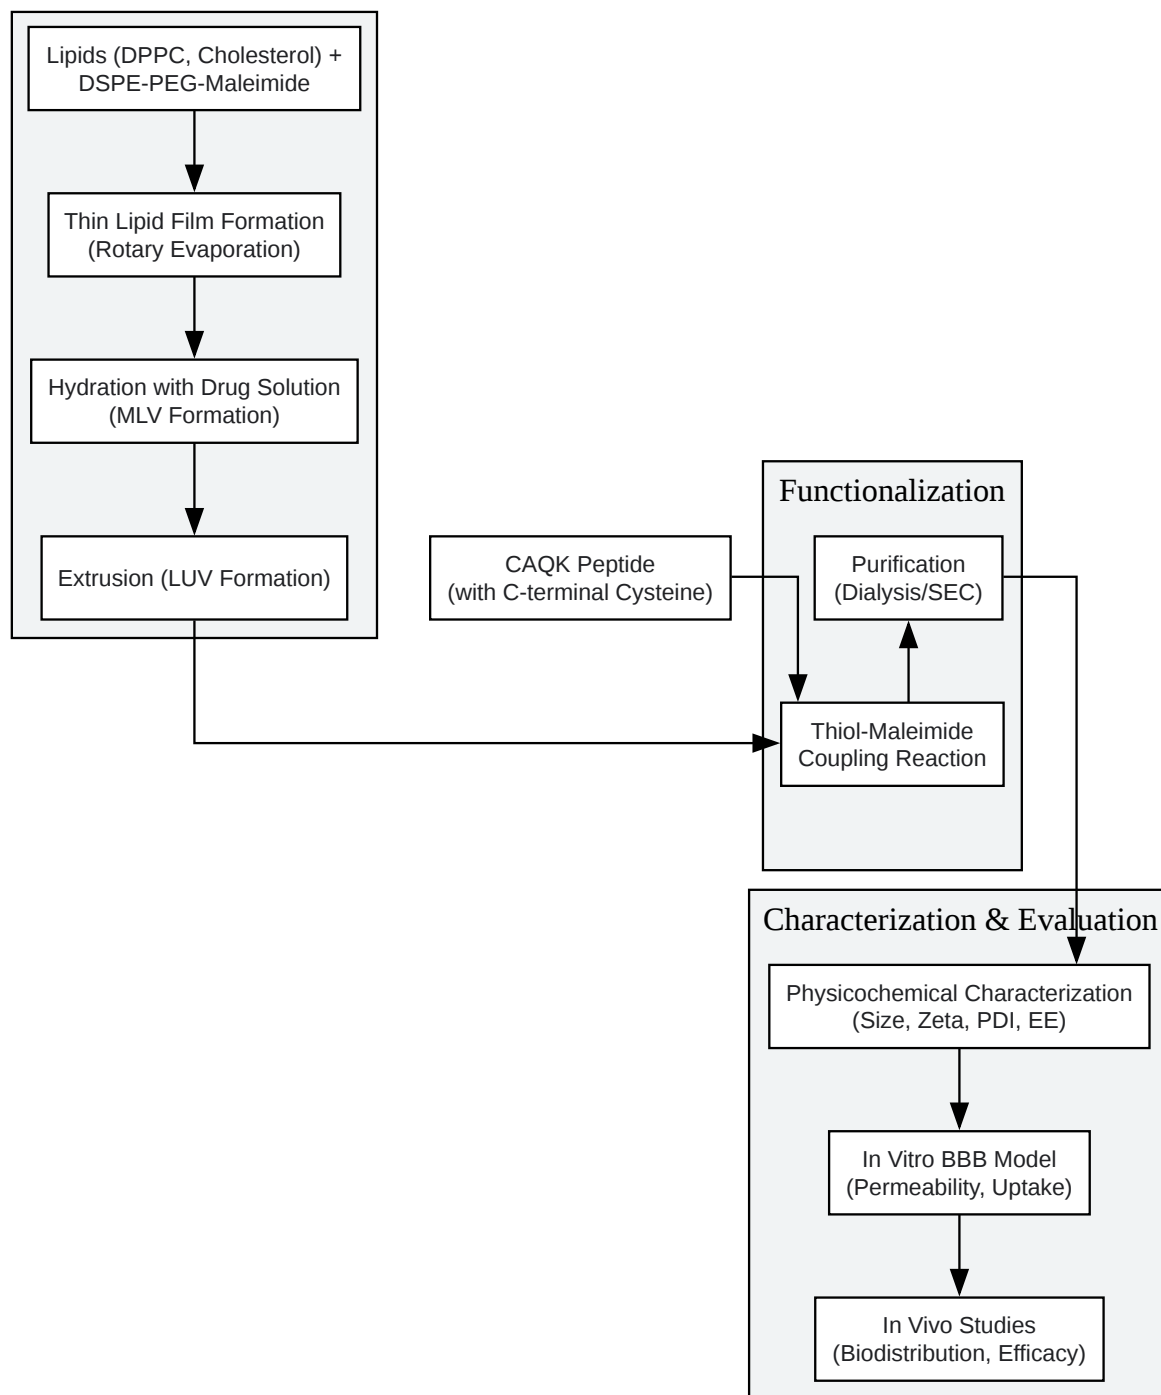 Lipids (DPPC, Cholesterol) +
DSPE-PEG-Maleimide
Thin Lipid Film Formation
(Rotary Evaporation)
Hydration with Drug Solution
(MLV Formation)
Extrusion (LUV Formation)
CAQK Peptide
(with C-terminal Cysteine)
Functionalization
Purification
(Dialysis/SEC)
Thiol-Maleimide
Coupling Reaction
Characterization & Evaluation
Physicochemical Characterization
(Size, Zeta, PDI, EE)
In Vitro BBB Model
(Permeability, Uptake)
In Vivo Studies
(Biodistribution, Efficacy)